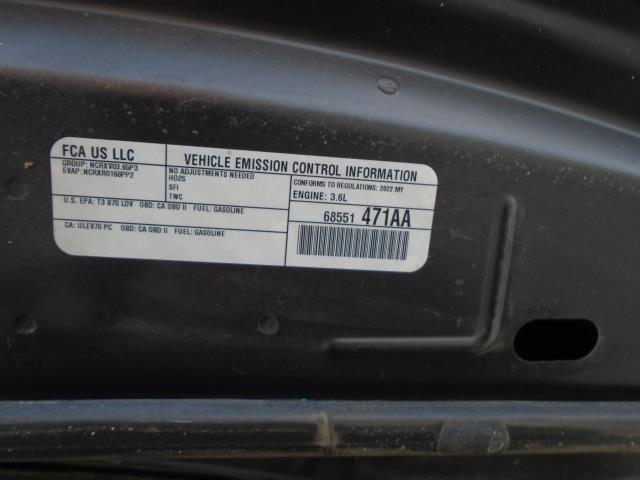 FCA US LLC
GROUP: NCRXV03.65P3
EVAP: NCRXR0168PP2
VEHICLE EMISSION CONTROL INFORMATION
NO ADJUSTMENTS NEEDED
HO2S
SFI
TWC
CONFORMS TO REGULATIONS: 2022 MY
ENGINE: 3.6L
U.S. EPA: T3 B70 LDV OBD: CA OBD II FUEL: GASOLINE
68551 471AA
CA: ULEV70 PC OBD: CA OBD II FUEL: GASOLINE